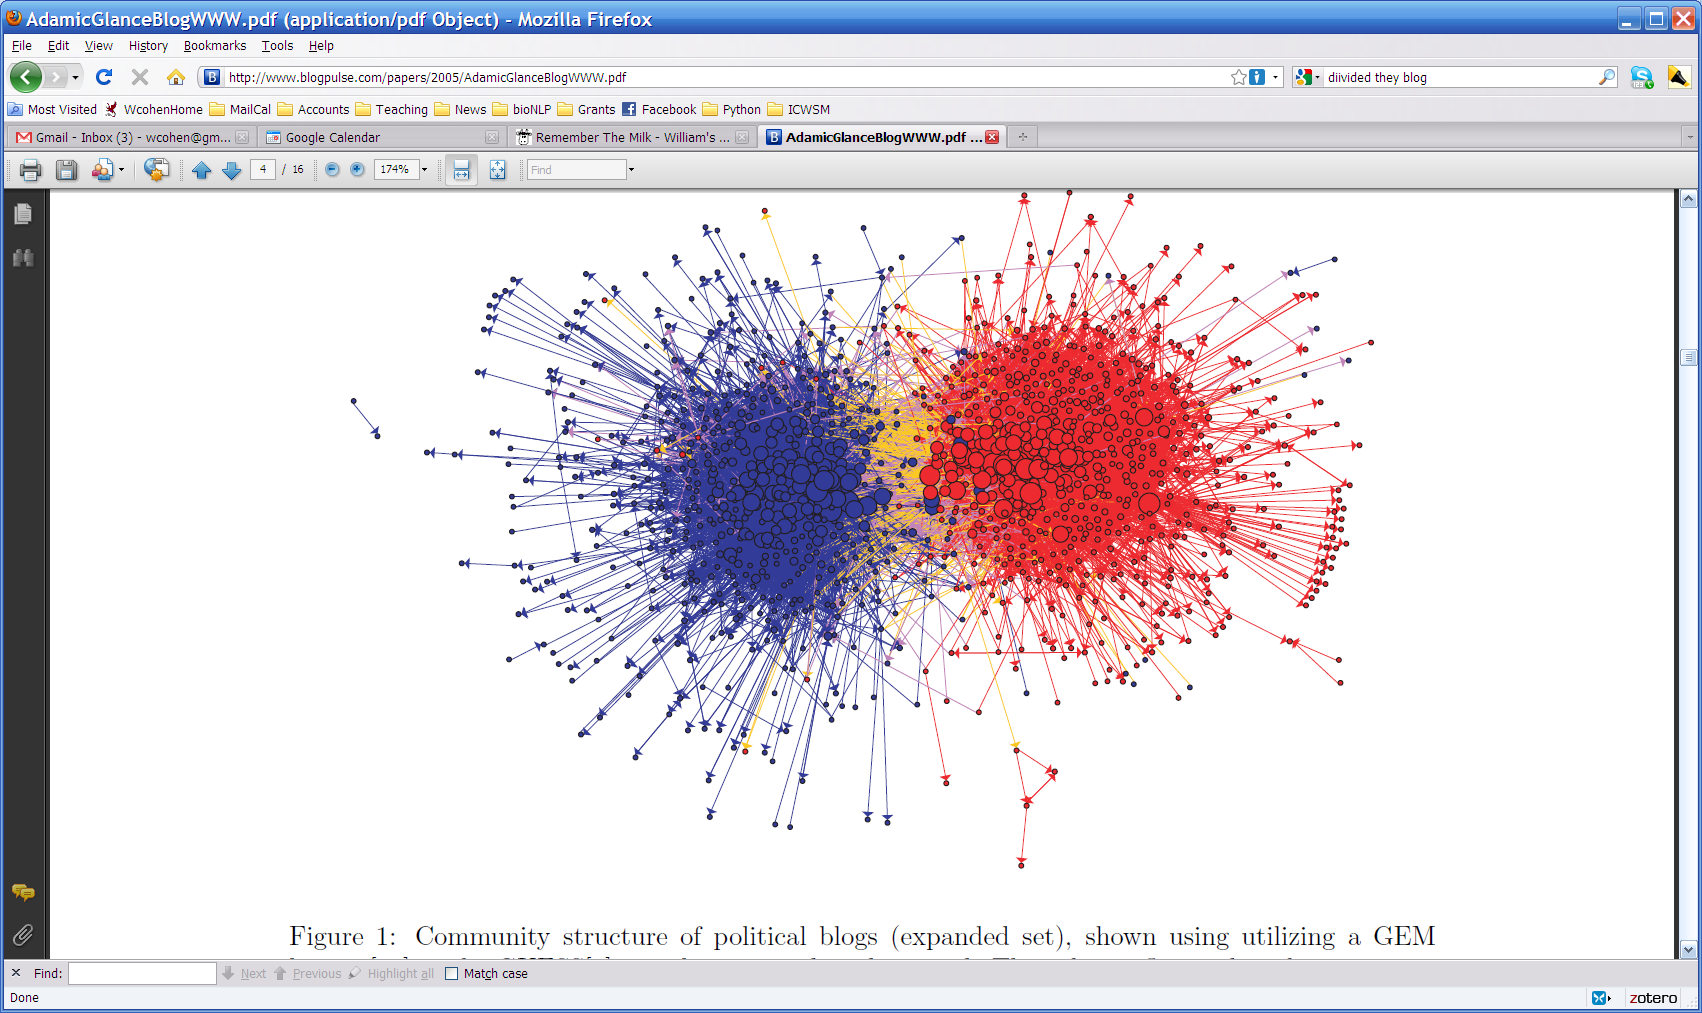 AdamicGlanceBlogWWW.pdf (application/pdf Object) - Mozilla Firefox
File Edit View History Bookmarks Tools Help
http://www.blogpulse.com/papers/2005/AdamicGlanceBlogWWW.pdf
diivided they blog
Most Visited WcohenHome MailCal Accounts Teaching News bioNLP Grants Facebook Python ICWSM
Gmail - Inbox (3) - wcohen@gm... Google Calendar Remember The Milk - William's ... AdamicGlanceBlogWWW.pdf ...
4 / 16 174% Find
Figure 1: Community structure of political blogs (expanded set), shown using utilizing a GEM
Find: Next Previous Highlight all Match case
Done zotero